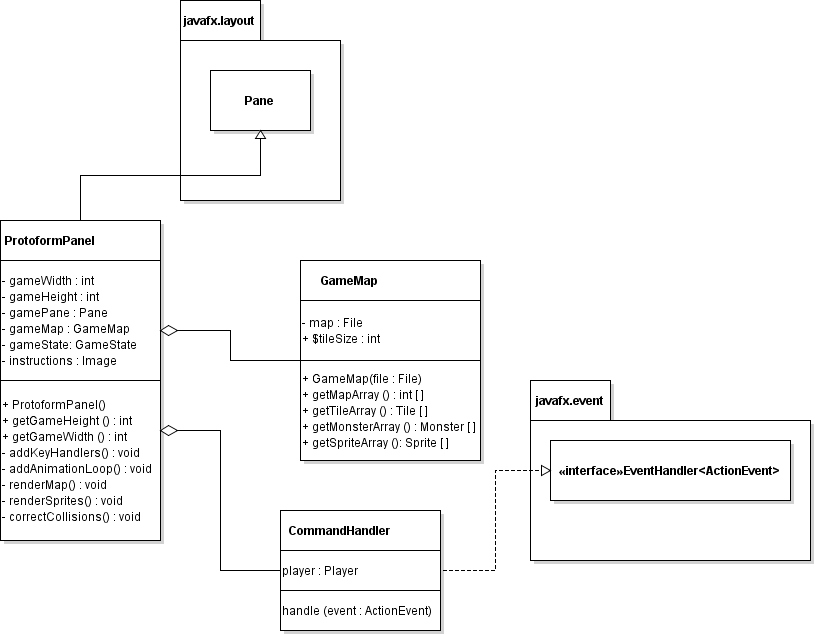 javafx.layout
Pane
ProtoformPanel
- gameWidth : int
- gameHeight : int
- gamePane : Pane
- gameMap : GameMap
- gameState: GameState
- instructions : Image
+ ProtoformPanel()
+ getGameHeight () : int
+ getGameWidth () : int
- addKeyHandlers() : void
- addAnimationLoop() : void
- renderMap() : void
- renderSprites() : void
- correctCollisions() : void
GameMap
- map : File
+ $tileSize : int
+ GameMap(file : File)
+ getMapArray () : int [ ]
+ getTileArray () : Tile [ ]
+ getMonsterArray () : Monster [ ]
+ getSpriteArray (): Sprite [ ]
javafx.event
«interface»EventHandler<ActionEvent>
CommandHandler
player : Player
handle (event : ActionEvent)